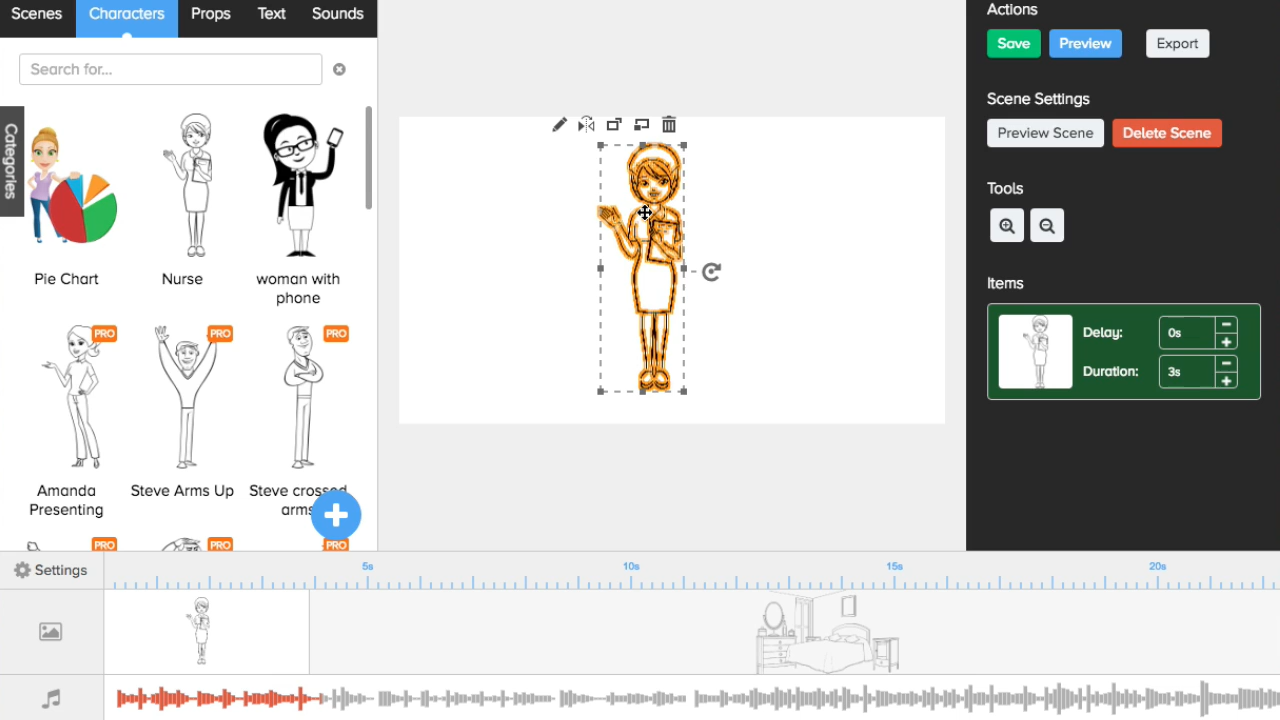 Scenes Characters Props Text Sounds
Search for...
Categories
Pie Chart
Nurse
woman with
phone
PRO
PRO
PRO
Amanda
Presenting
Steve Arms Up
Steve crossed
arms
PRO
PRO
PRO
Actions
Save Preview Export
Scene Settings
Preview Scene Delete Scene
Tools
Items
Delay: 0s
Duration: 3s
Settings 5s 10s 15s 20s